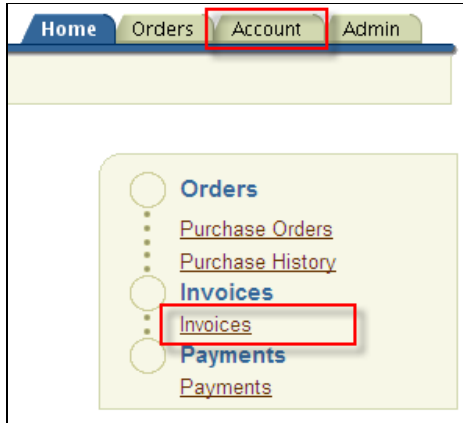 Home Orders Account Admin
Orders
Purchase Orders
Purchase History
Invoices
Invoices
Payments
Payments